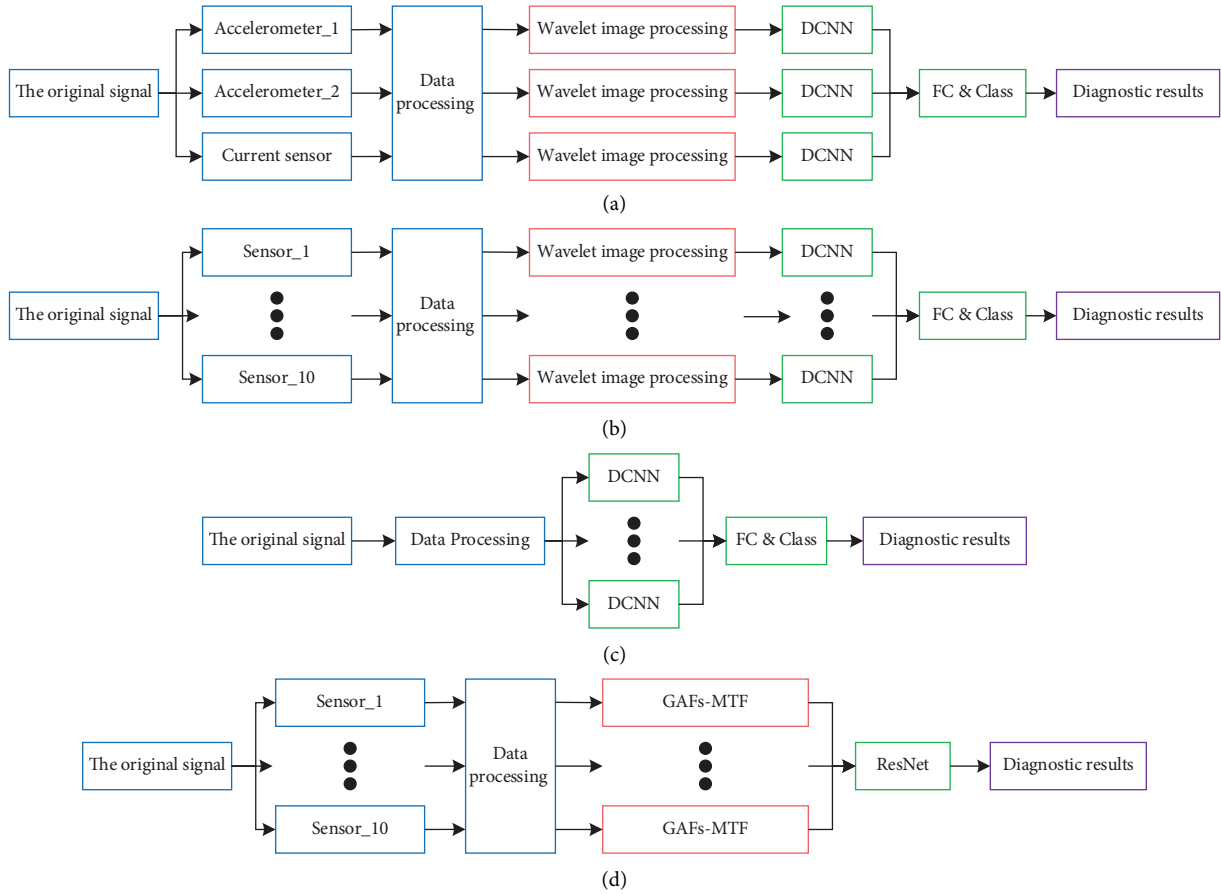 Accelerometer_1
Wavelet image processing
DCNN
The original signal
Accelerometer_2
Data
processing
Wavelet image processing
DCNN
FC & Class
Diagnostic results
Current sensor
Wavelet image processing
DCNN
(a)
Sensor_1
Wavelet image processing
DCNN
The original signal
Data
processing
FC & Class
Diagnostic results
Sensor_10
Wavelet image processing
DCNN
(b)
DCNN
The original signal
Data Processing
FC & Class
Diagnostic results
DCNN
(c)
Sensor_1
GAFs-MTF
The original signal
Data
processing
ResNet
Diagnostic results
Sensor_10
GAFs-MTF
(d)